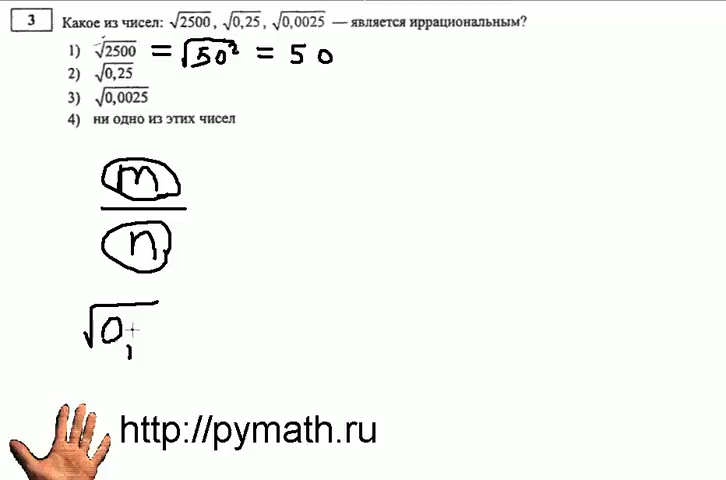 3 Какое из чисел: √2500, √0,25, √0,0025 — является иррациональным?
1) √2500 = √50² = 50
2) √0,25
3) √0,0025
4) ни одно из этих чисел
m
n
√0,
http://pymath.ru